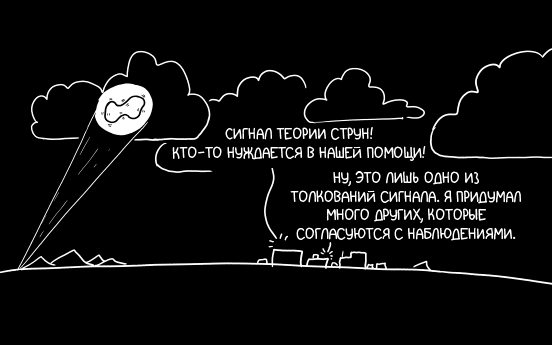 СИГНАЛ ТЕОРИИ СТРУН!
КТО-ТО НУЖДАЕТСЯ В НАШЕЙ ПОМОЩИ!
НУ, ЭТО ЛИШЬ ОДНО ИЗ
ТОЛКОВАНИЙ СИГНАЛА. Я ПРИДУМАЛ
МНОГО ДРУГИХ, КОТОРЫЕ
СОГЛАСУЮТСЯ С НАБЛЮДЕНИЯМИ.